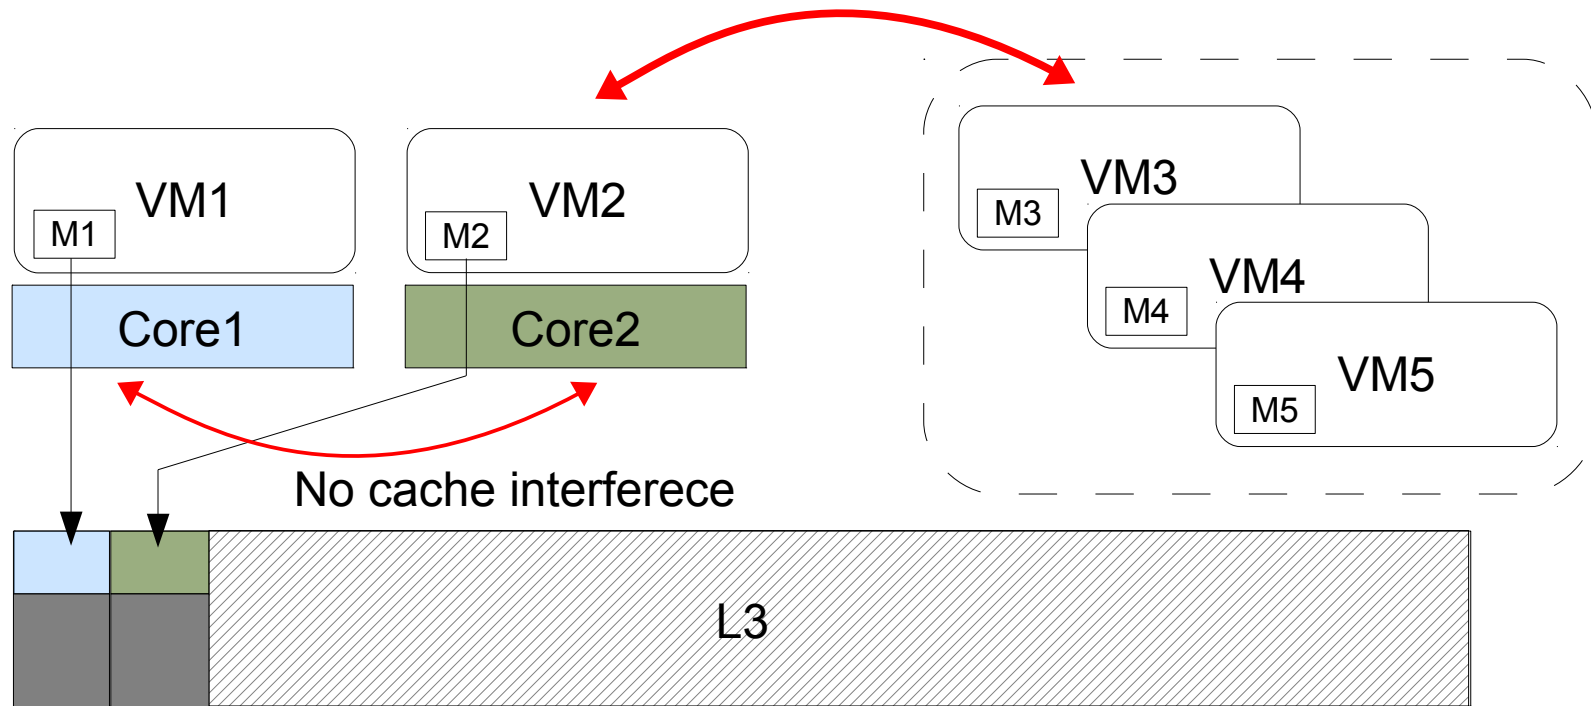 VM1
M1
VM2
M2
VM3
M3
VM4
M4
VM5
M5
Core1
Core2
No cache interferece
L3